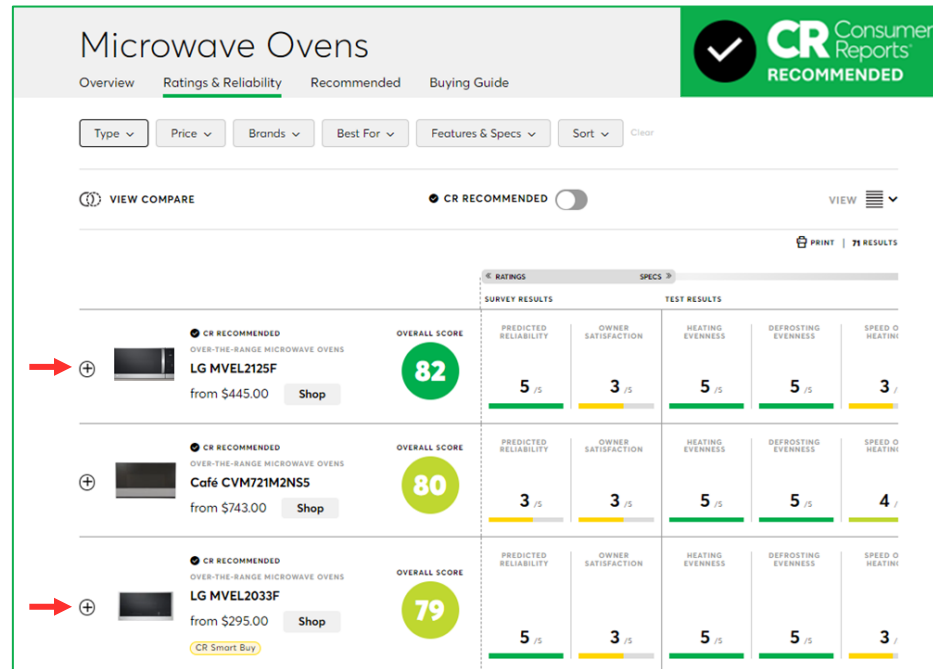 Microwave Ovens
CR Consumer Reports
RECOMMENDED
Overview Ratings & Reliability Recommended Buying Guide
Type Price Brands Best For Features & Specs Sort Clear
VIEW COMPARE CR RECOMMENDED VIEW
PRINT | 71 RESULTS
« RATINGS SPECS »
SURVEY RESULTS TEST RESULTS
CR RECOMMENDED
OVER-THE-RANGE MICROWAVE OVENS
LG MVEL2125F
from $445.00 Shop
OVERALL SCORE
82
PREDICTED RELIABILITY
5 /5
OWNER SATISFACTION
3 /5
HEATING EVENNESS
5 /5
DEFROSTING EVENNESS
5 /5
SPEED O
HEATING
3 /
CR RECOMMENDED
OVER-THE-RANGE MICROWAVE OVENS
Café CVM721M2NS5
from $743.00 Shop
OVERALL SCORE
80
PREDICTED RELIABILITY
3 /5
OWNER SATISFACTION
3 /5
HEATING EVENNESS
5 /5
DEFROSTING EVENNESS
5 /5
SPEED O
HEATING
4 /
CR RECOMMENDED
OVER-THE-RANGE MICROWAVE OVENS
LG MVEL2033F
from $295.00 Shop
CR Smart Buy
OVERALL SCORE
79
PREDICTED RELIABILITY
5 /5
OWNER SATISFACTION
3 /5
HEATING EVENNESS
5 /5
DEFROSTING EVENNESS
5 /5
SPEED O
HEATING
3 /